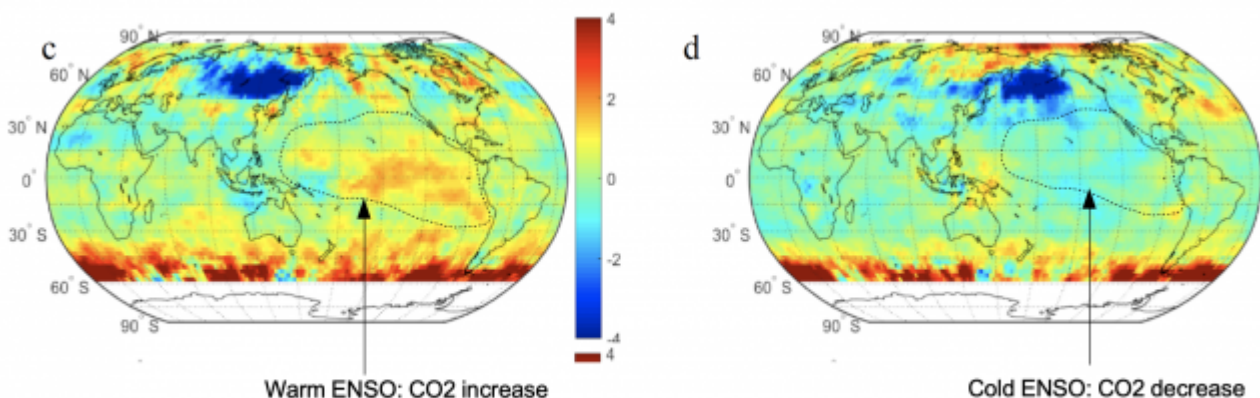 c
90° N
60° N
30° N
0°
30° S
60° S
90° S
4
2
0
-2
-4
4
Warm ENSO: CO2 increase
d
90° N
60° N
30° N
0°
30° S
60° S
90° S
Cold ENSO: CO2 decrease